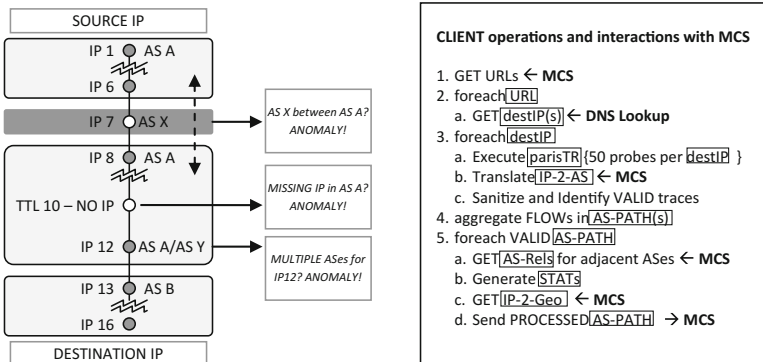 SOURCE IP
IP 1 AS A
IP 6
IP 7 AS X
IP 8 AS A
TTL 10 – NO IP
IP 12 AS A/AS Y
IP 13 AS B
IP 16
DESTINATION IP
AS X between AS A?
ANOMALY!
MISSING IP in AS A?
ANOMALY!
MULTIPLE ASes for
IP12? ANOMALY!
CLIENT operations and interactions with MCS
1. GET URLs ← MCS
2. foreach URL
a. GET destIP(s) ← DNS Lookup
3. foreach destIP
a. Execute parisTR {50 probes per destIP }
b. Translate IP-2-AS ← MCS
c. Sanitize and Identify VALID traces
4. aggregate FLOWs in AS-PATH(s)
5. foreach VALID AS-PATH
a. GET AS-Rels for adjacent ASes ← MCS
b. Generate STATs
c. GET IP-2-Geo ← MCS
d. Send PROCESSED AS-PATH → MCS